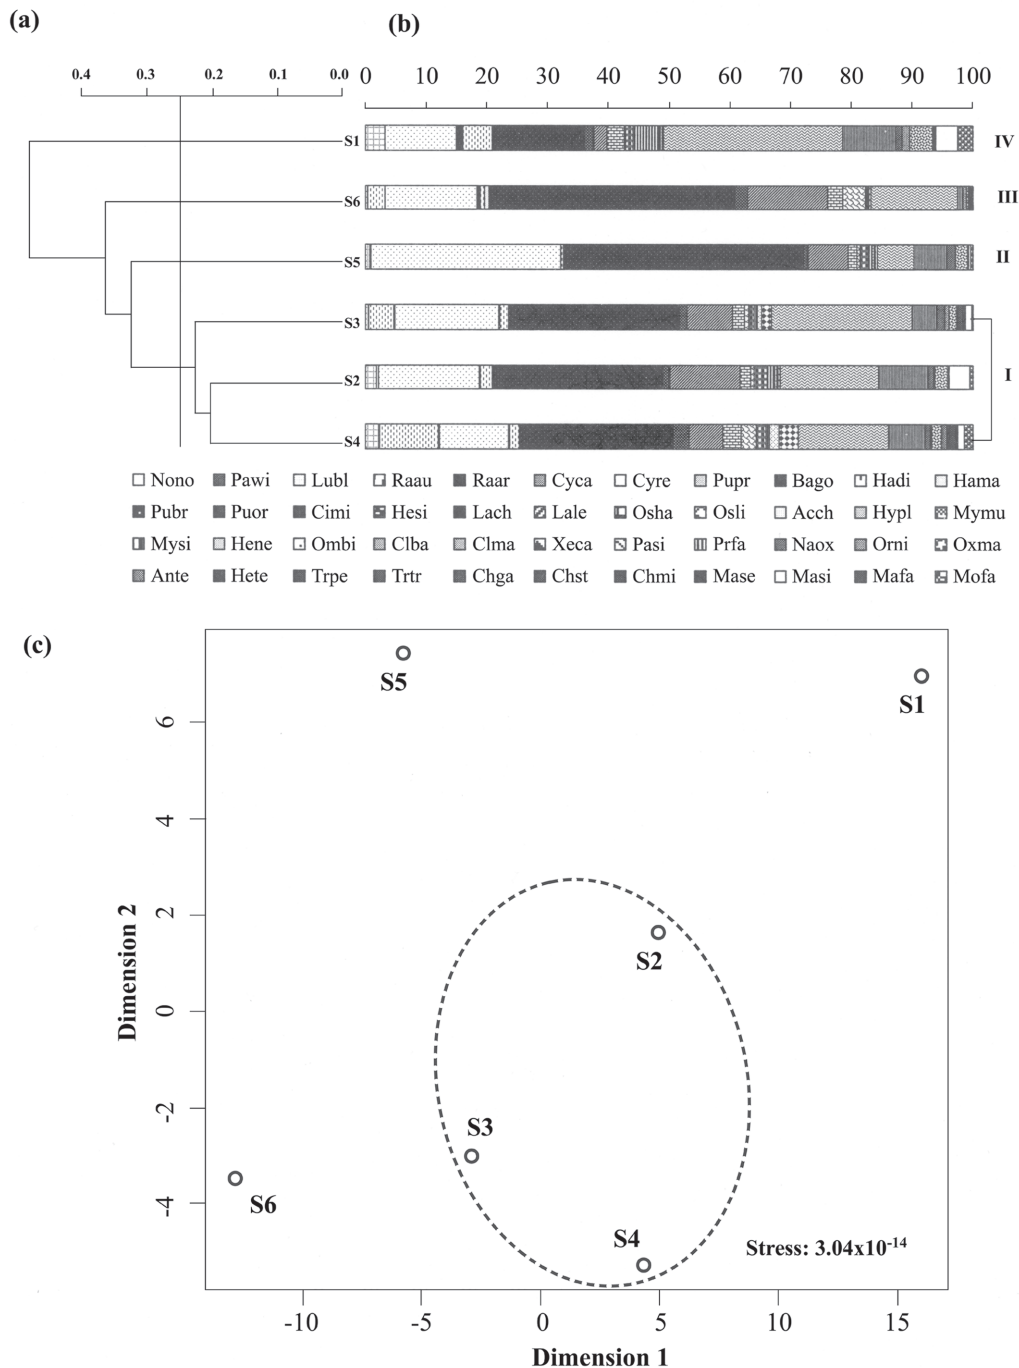 (a) (b)
0.4 0.3 0.2 0.1 0.0 0 10 20 30 40 50 60 70 80 90 100
S1 IV
S6 III
S5 II
S3
S2 I
S4
Nono Pawi Lubl Raau Raar Cyca Cyre Pupr Bago Hadi Hama
Pubr Puor Cimi Hesi Lach Lale Osha Osli Acch Hypl Mymu
Mysi Hene Ombi Clba Clma Xeca Pasi Prfa Naox Orni Oxma
Ante Hete Trpe Trtr Chga Chst Chmi Mase Masi Mafa Mofa
(c)
S5
S1
6
4
2
S2
Dimension 2
0
-2
S3
-4
S6
S4
Stress: 3.04x10⁻¹⁴
-10 -5 0 5 10 15
Dimension 1